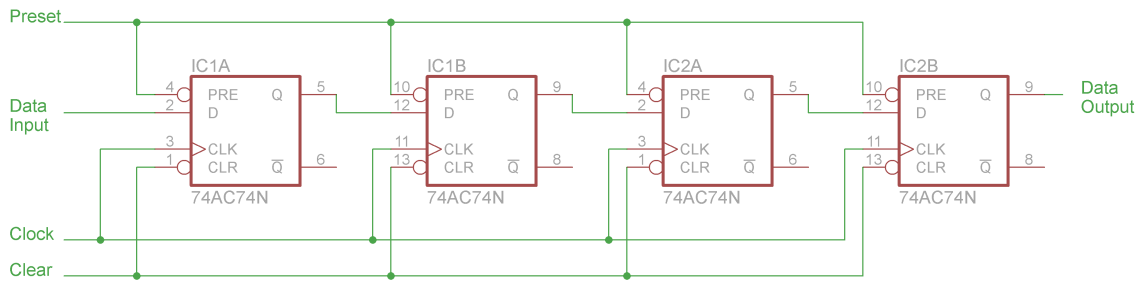 Preset
IC1A
IC1B
IC2A
IC2B
4 PRE Q 5
10 PRE Q 9
4 PRE Q 5
10 PRE Q 9
Data
Input
2 D
12 D
2 D
12 D
Data
Output
3 CLK
11 CLK
3 CLK
11 CLK
1 CLR Q̅ 6
13 CLR Q̅ 8
1 CLR Q̅ 6
13 CLR Q̅ 8
74AC74N
74AC74N
74AC74N
74AC74N
Clock
Clear